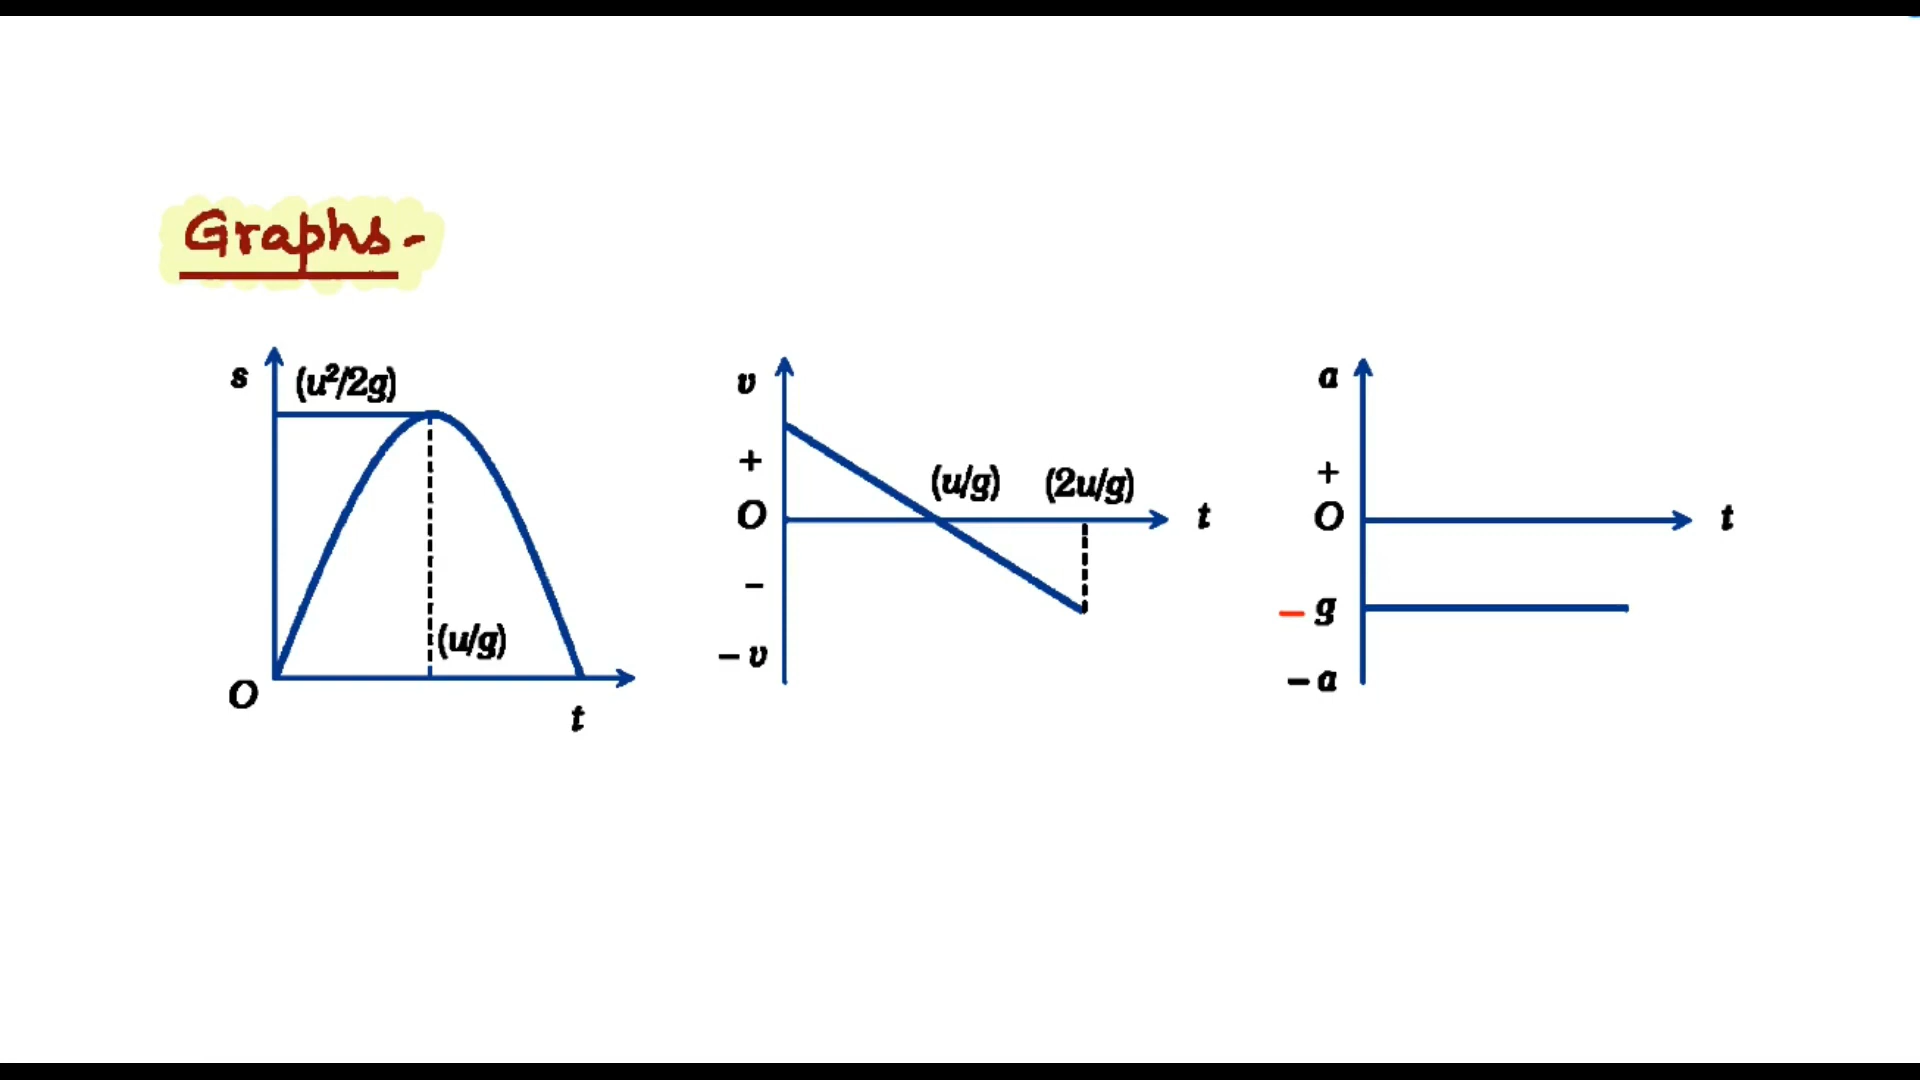 Graphs -
s
(u²/2g)
(u/g)
O
t
v
+
O
(u/g)
(2u/g)
t
–
– v
a
+
O
t
– g
– a